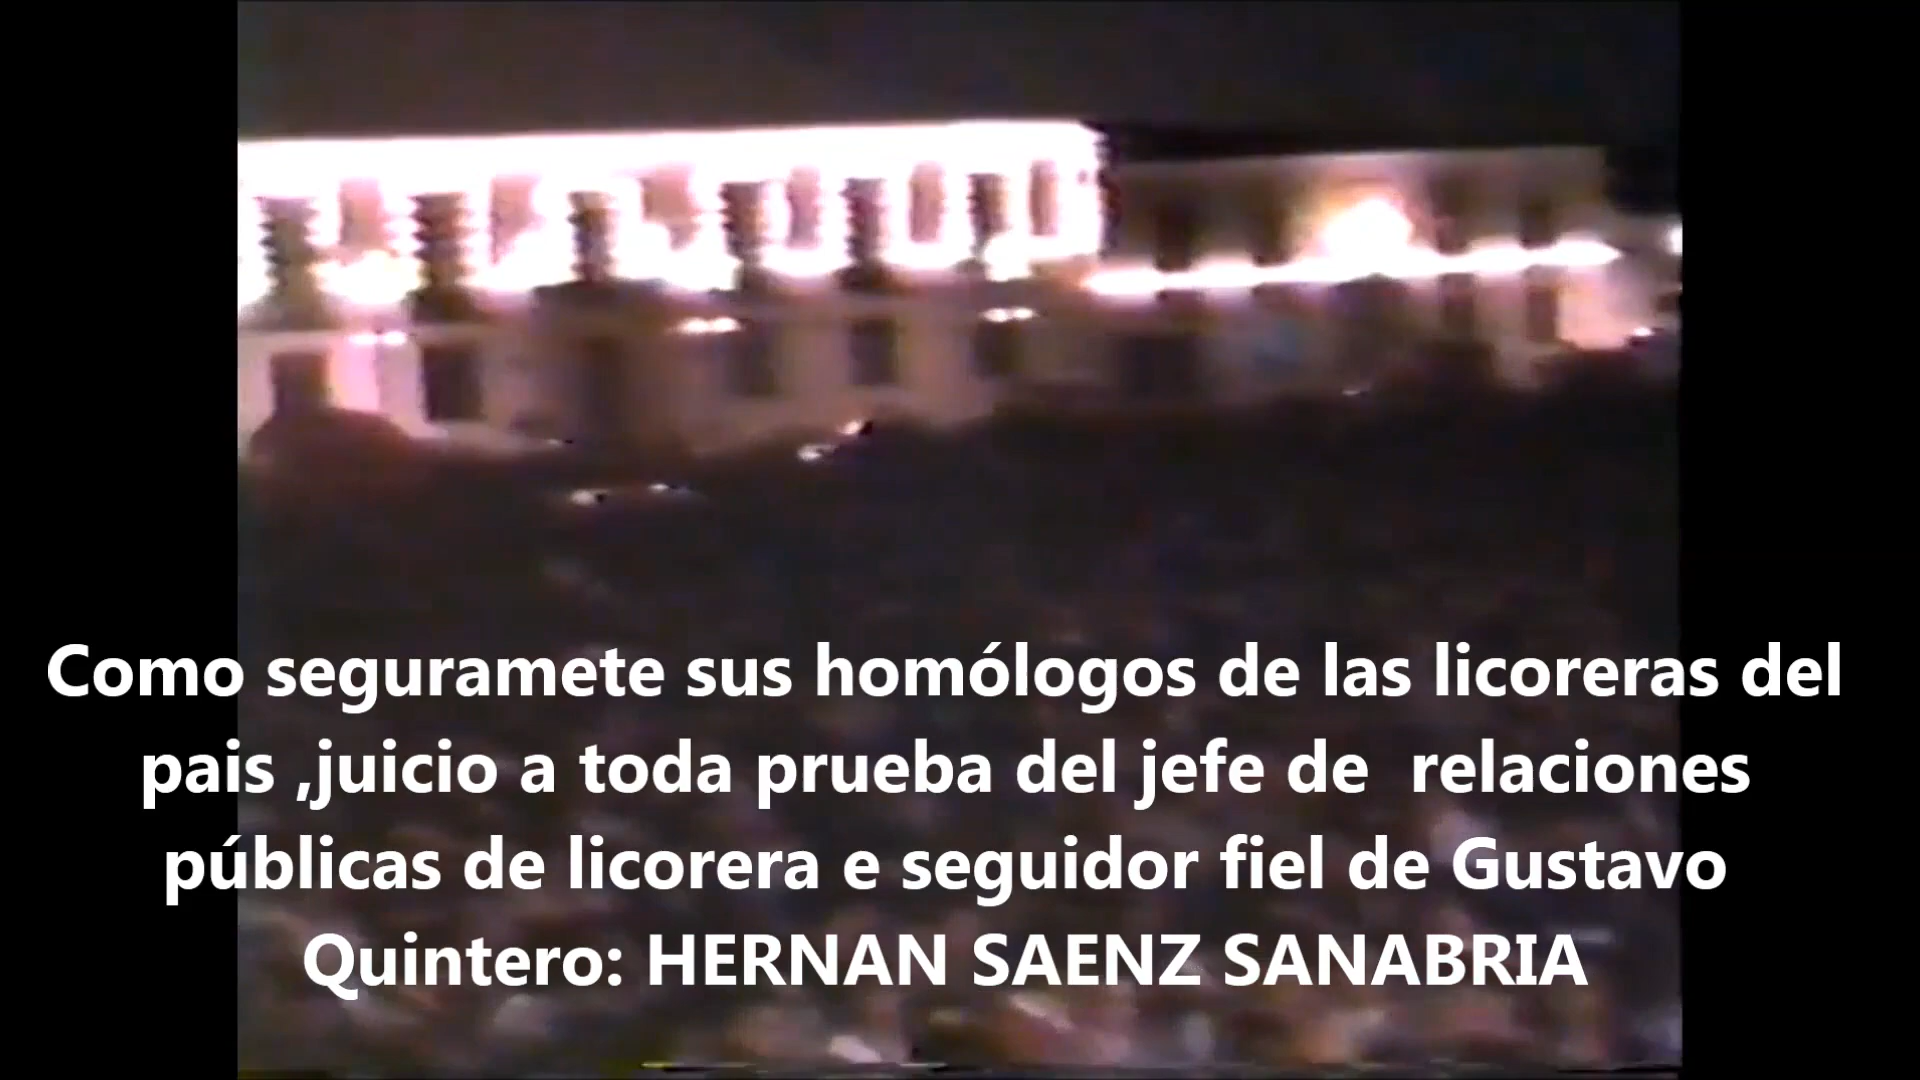 Como seguramete sus homólogos de las licoreras del
pais ,juicio a toda prueba del jefe de  relaciones
públicas de licorera e seguidor fiel de Gustavo
Quintero: HERNAN SAENZ SANABRIA